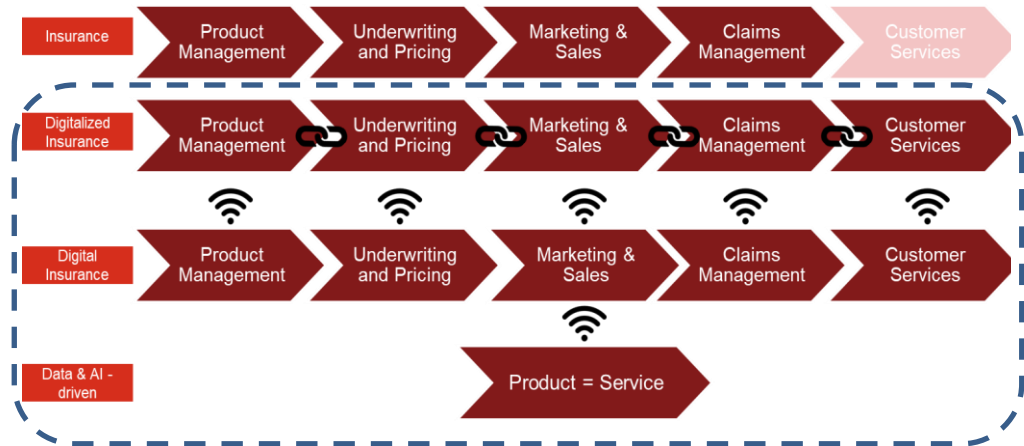 Insurance
Product
Management
Underwriting
and Pricing
Marketing &
Sales
Claims
Management
Customer
Services
Digitalized
Insurance
Product
Management
Underwriting
and Pricing
Marketing &
Sales
Claims
Management
Customer
Services
Digital
Insurance
Product
Management
Underwriting
and Pricing
Marketing &
Sales
Claims
Management
Customer
Services
Data & AI -
driven
Product = Service